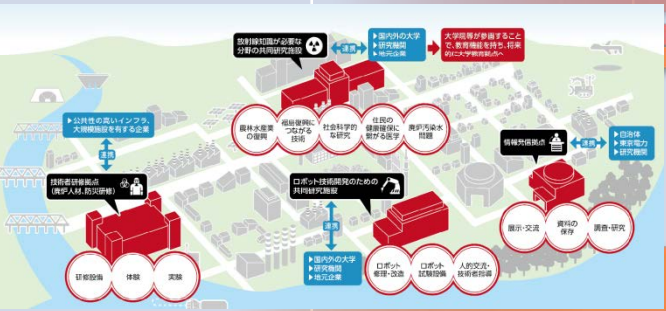 放射線知識が必要な
分野の共同研究施設
連携
▶国内外の大学
▶研究機関
▶地元企業
大学院等が参画すること
で、教育機能を持ち、将来
的に大学教育拠点へ
農林水産業
の復興
福島復興に
つながる
技術
社会科学的
な研究
住民の
健康確保に
繋がる医学
廃炉汚染水
問題
▶公共性の高いインフラ、
大規模施設を有する企業
連携
技術者研修拠点
(廃炉人材、防災研修)
研修設備
体験
実験
ロボット技術開発のための
共同研究施設
連携
▶国内外の大学
▶研究機関
▶地元企業
ロボット
修理・改造
ロボット
試験設備
人的交流・
技術者指導
情報発信拠点
連携
▶自治体
▶東京電力
▶研究機関
展示・交流
資料の
保存
調査・研究